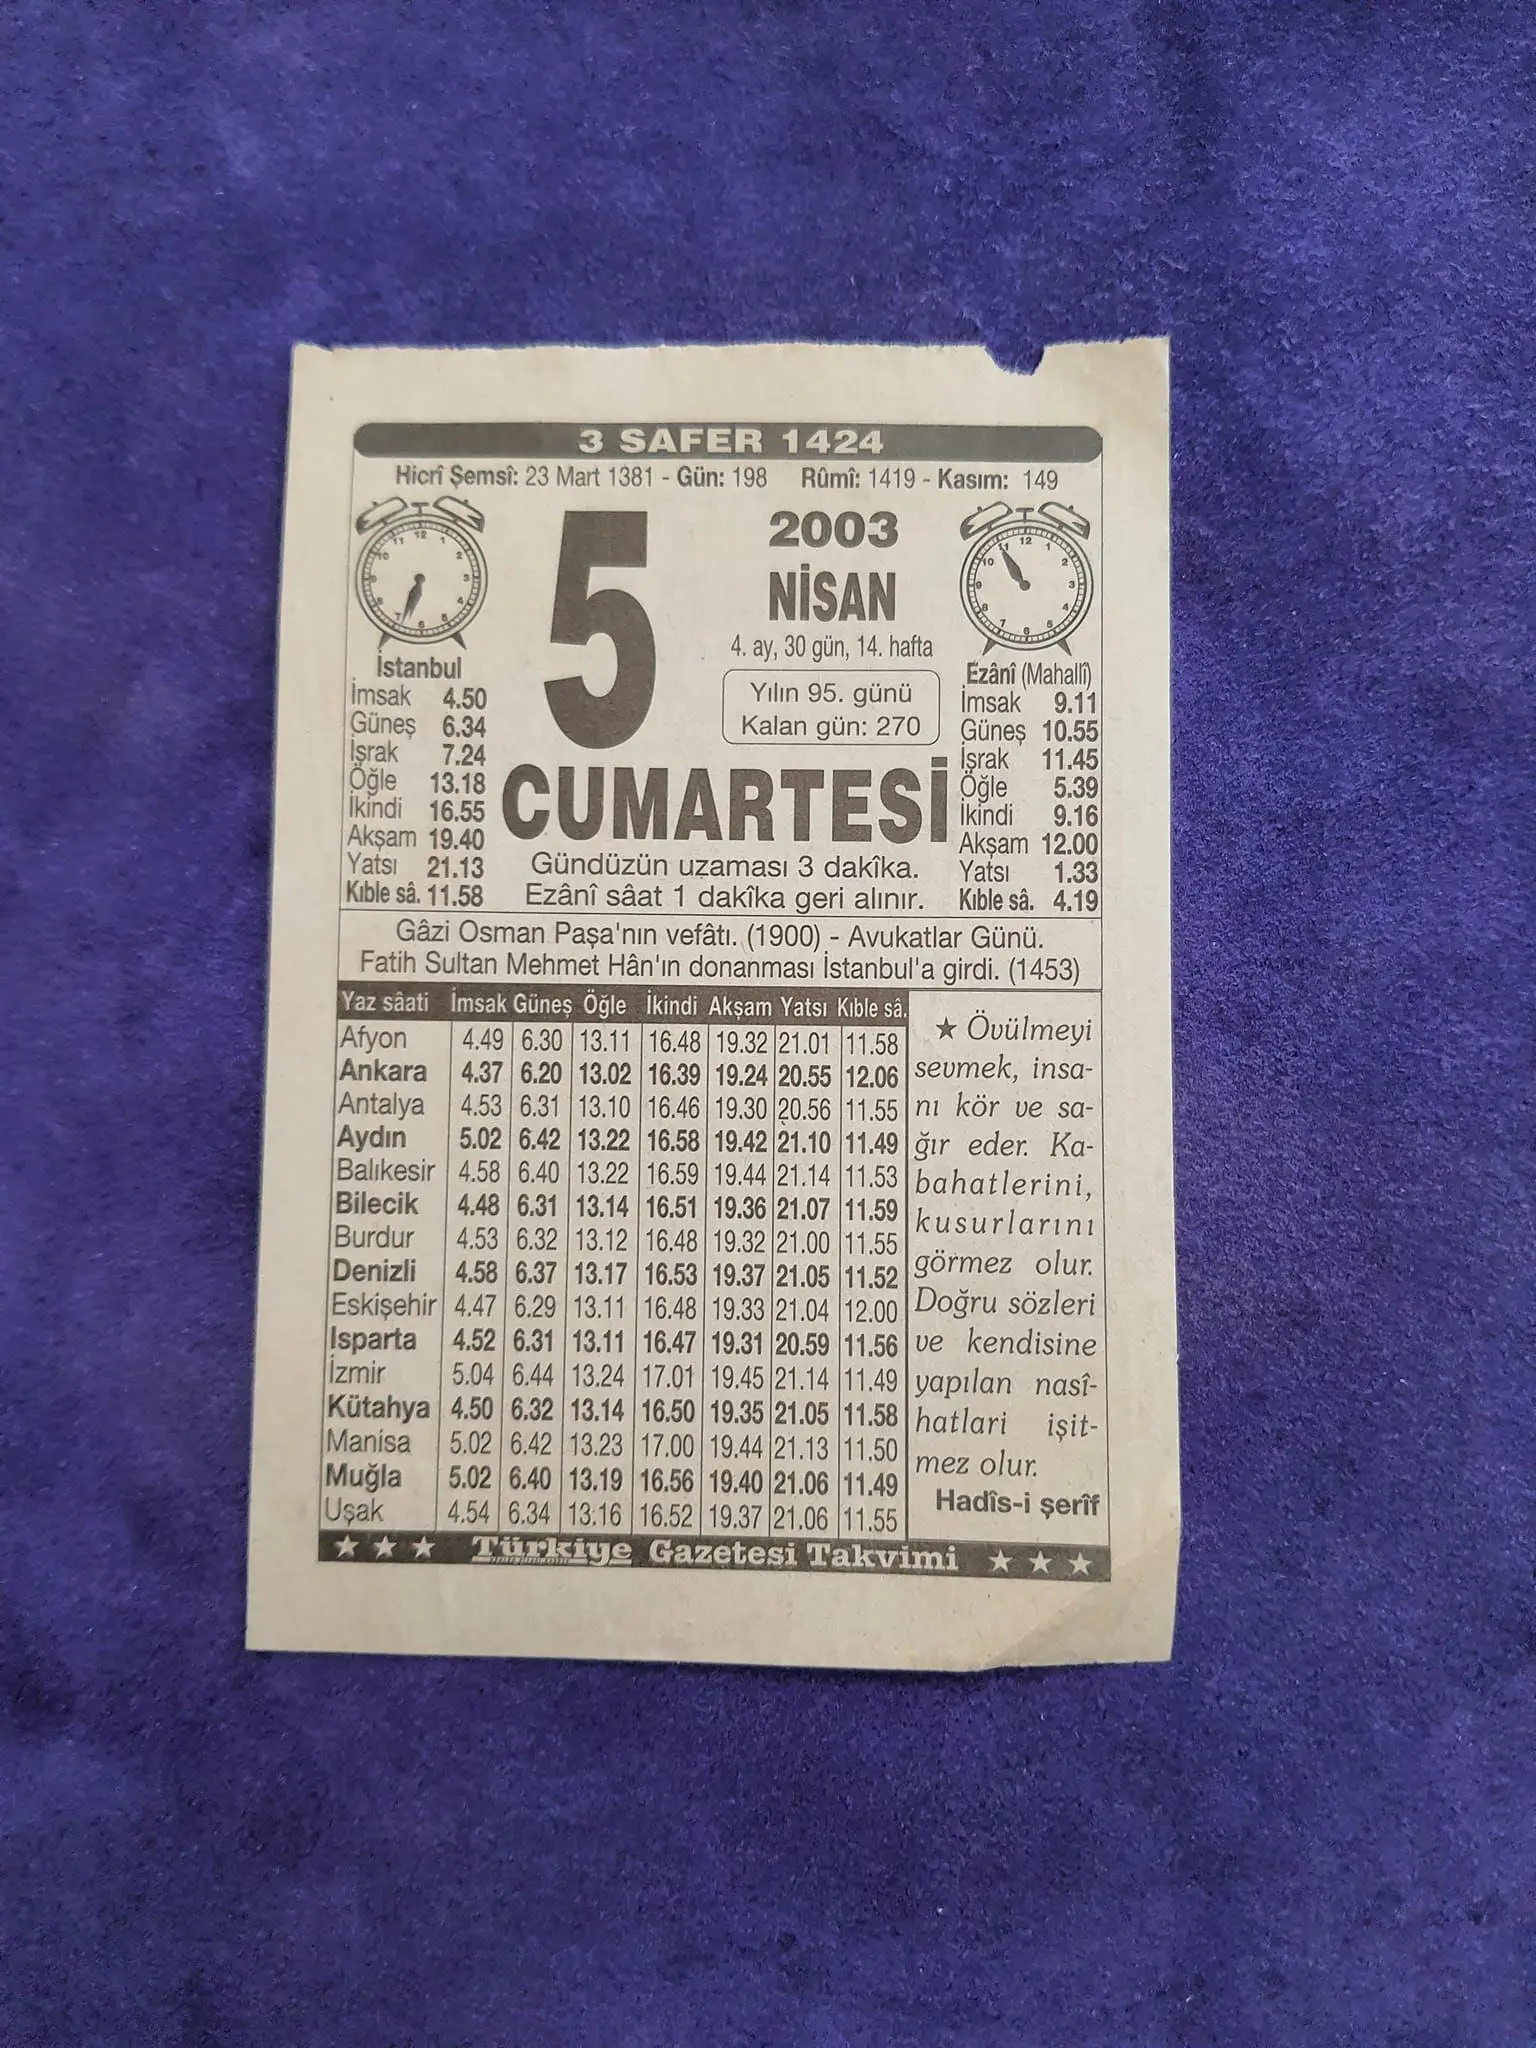 3 SAFER 1424
Hicrî Şemsî: 23 Mart 1381 - Gün: 198 Rûmî: 1419 - Kasım: 149
5
2003
NİSAN
4. ay, 30 gün, 14. hafta
Yılın 95. günü
Kalan gün: 270
CUMARTESİ
Gündüzün uzaması 3 dakîka.
Ezânî sâat 1 dakîka geri alınır.
İstanbul
İmsak 4.50
Güneş 6.34
İşrak 7.24
Öğle 13.18
İkindi 16.55
Akşam 19.40
Yatsı 21.13
Kıble sâ. 11.58
Ezânî (Mahallî)
İmsak 9.11
Güneş 10.55
İşrak 11.45
Öğle 5.39
İkindi 9.16
Akşam 12.00
Yatsı 1.33
Kıble sâ. 4.19
Gâzi Osman Paşa'nın vefâtı. (1900) - Avukatlar Günü.
Fatih Sultan Mehmet Hân'ın donanması İstanbul'a girdi. (1453)
Yaz sâati İmsak Güneş Öğle İkindi Akşam Yatsı Kıble sâ.
Afyon 4.49 6.30 13.11 16.48 19.32 21.01 11.58
Ankara 4.37 6.20 13.02 16.39 19.24 20.55 12.06
Antalya 4.53 6.31 13.10 16.46 19.30 20.56 11.55
Aydın 5.02 6.42 13.22 16.58 19.42 21.10 11.49
Balıkesir 4.58 6.40 13.22 16.59 19.44 21.14 11.53
Bilecik 4.48 6.31 13.14 16.51 19.36 21.07 11.59
Burdur 4.53 6.32 13.12 16.48 19.32 21.00 11.55
Denizli 4.58 6.37 13.17 16.53 19.37 21.05 11.52
Eskişehir 4.47 6.29 13.11 16.48 19.33 21.04 12.00
Isparta 4.52 6.31 13.11 16.47 19.31 20.59 11.56
İzmir 5.04 6.44 13.24 17.01 19.45 21.14 11.49
Kütahya 4.50 6.32 13.14 16.50 19.35 21.05 11.58
Manisa 5.02 6.42 13.23 17.00 19.44 21.13 11.50
Muğla 5.02 6.40 13.19 16.56 19.40 21.06 11.49
Uşak 4.54 6.34 13:16 16.52 19.37 21.06 11.55
★ Övülmeyi
sevmek, insa-
nı kör ve sa-
ğır eder. Ka-
bahatlerini,
kusurlarını
görmez olur.
Doğru sözleri
ve kendisine
yapılan nasî-
hatlari işit-
mez olur.
Hadîs-i şerîf
★ ★ ★ Türkiye Gazetesi Takvimi ★ ★ ★